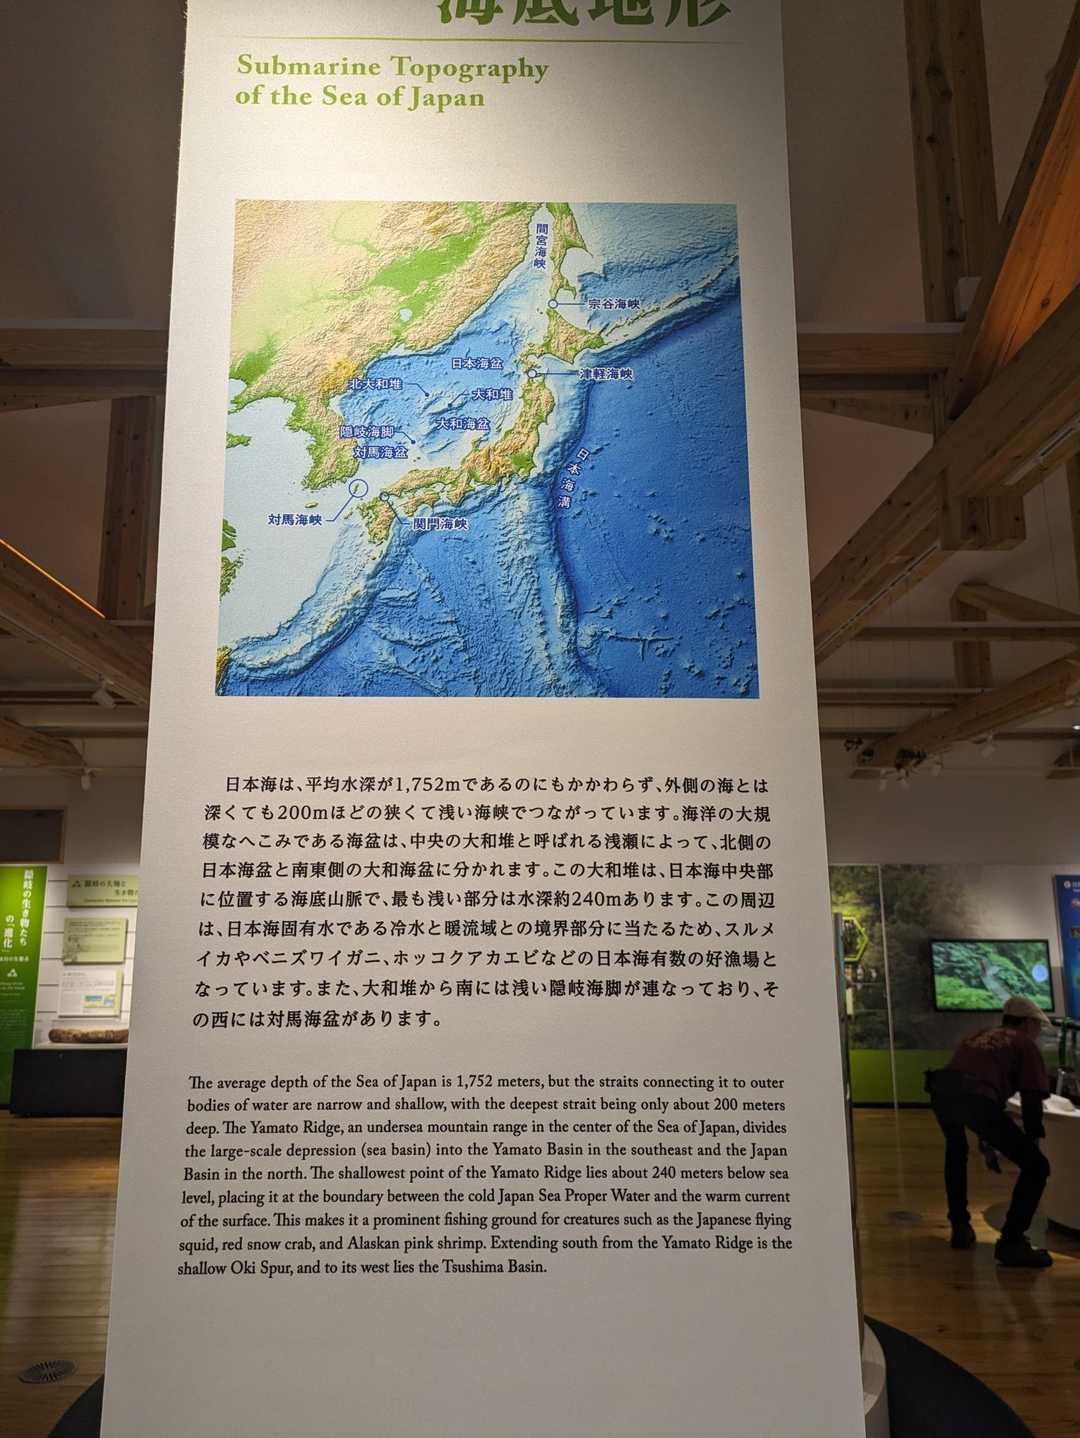 海底地形
Submarine Topography
of the Sea of Japan
間宮海峡
宗谷海峡
日本海盆
津軽海峡
北大和堆
大和堆
大和海盆
隠岐海脚
対馬海盆
日本海溝
対馬海峡
関門海峡
日本海は、平均水深が1,752mであるのにもかかわらず、外側の海とは
深くても200mほどの狭くて浅い海峡でつながっています。海洋の大規
模なへこみである海盆は、中央の大和堆と呼ばれる浅瀬によって、北側の
日本海盆と南東側の大和海盆に分かれます。この大和堆は、日本海中央部
に位置する海底山脈で、最も浅い部分は水深約240mあります。この周辺
は、日本海固有水である冷水と暖流域との境界部分に当たるため、スルメ
イカやベニズワイガニ、ホッコクアカエビなどの日本海有数の好漁場と
なっています。また、大和堆から南には浅い隠岐海脚が連なっており、そ
の西には対馬海盆があります。
The average depth of the Sea of Japan is 1,752 meters, but the straits connecting it to outer
bodies of water are narrow and shallow, with the deepest strait being only about 200 meters
deep. The Yamato Ridge, an undersea mountain range in the center of the Sea of Japan, divides
the large-scale depression (sea basin) into the Yamato Basin in the southeast and the Japan
Basin in the north. The shallowest point of the Yamato Ridge lies about 240 meters below sea
level, placing it at the boundary between the cold Japan Sea Proper Water and the warm current
of the surface. This makes it a prominent fishing ground for creatures such as the Japanese flying
squid, red snow crab, and Alaskan pink shrimp. Extending south from the Yamato Ridge is the
shallow Oki Spur, and to its west lies the Tsushima Basin.
隠岐の生き物たち
の「進化」